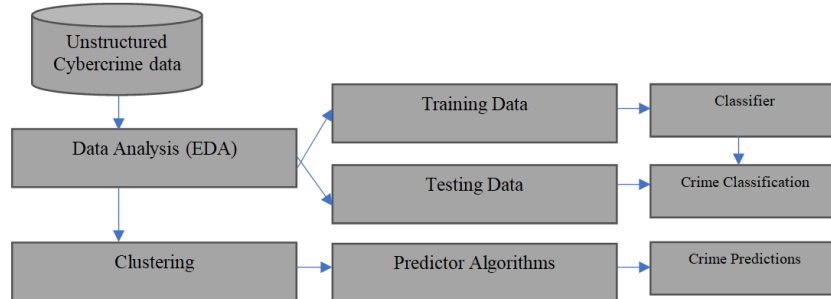 Unstructured
Cybercrime data
Training Data
Classifier
Data Analysis (EDA)
Testing Data
Crime Classification
Clustering
Predictor Algorithms
Crime Predictions